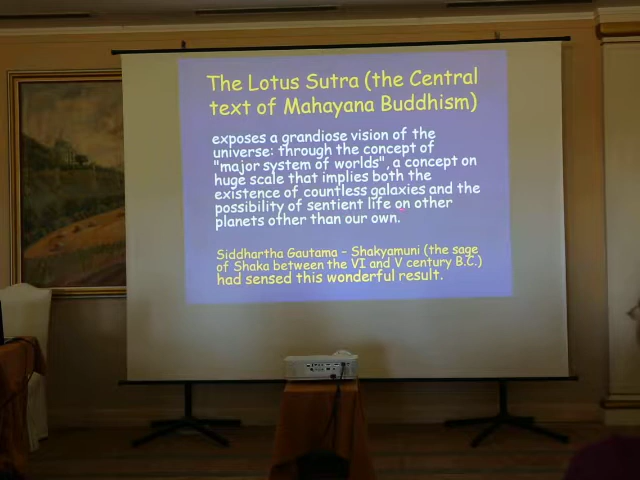 The Lotus Sutra (the Central
text of Mahayana Buddhism)
exposes a grandiose vision of the
universe: through the concept of
"major system of worlds", a concept on
huge scale that implies both the
existence of countless galaxies and the
possibility of sentient life on other
planets other than our own.
Siddhartha Gautama – Shakyamuni (the sage
of Shaka between the VI and V century B.C.)
had sensed this wonderful result.